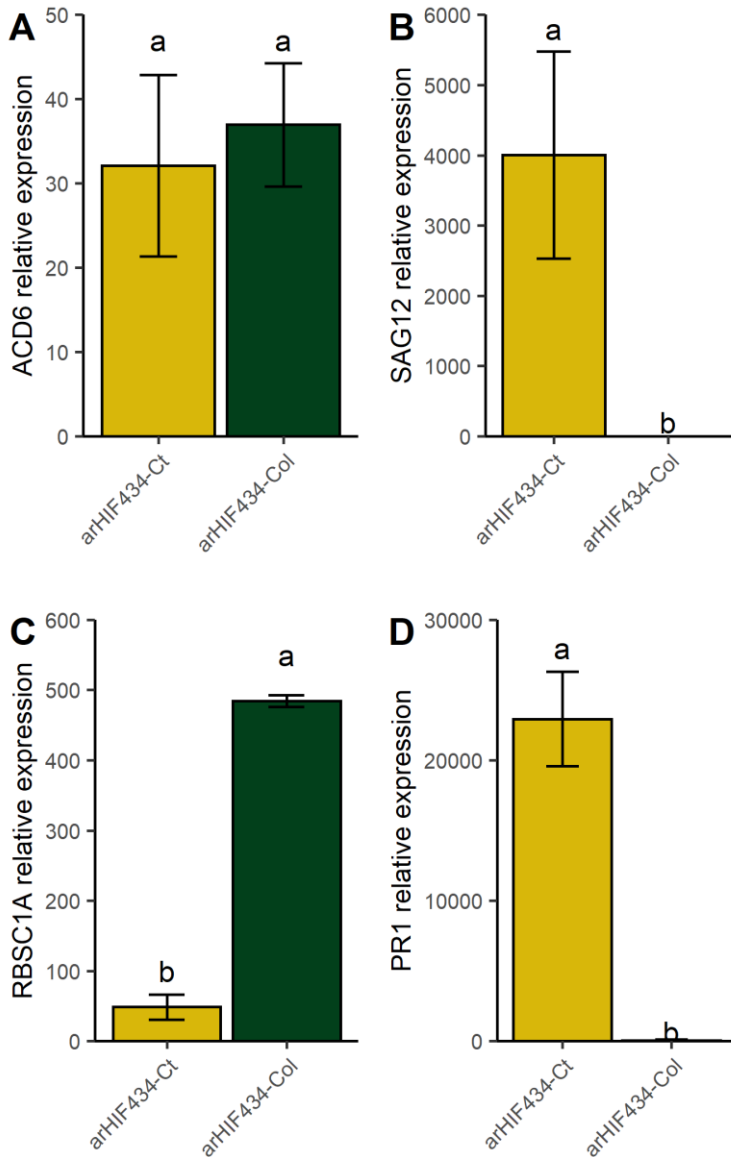 A
ACD6 relative expression
50
40
30
20
10
0
a
a
arHIF434-Ct
arHIF434-Col
B
SAG12 relative expression
6000
5000
4000
3000
2000
1000
0
a
b
arHIF434-Ct
arHIF434-Col
C
RBSC1A relative expression
600
500
400
300
200
100
0
b
a
arHIF434-Ct
arHIF434-Col
D
PR1 relative expression
30000
20000
10000
0
a
b
arHIF434-Ct
arHIF434-Col